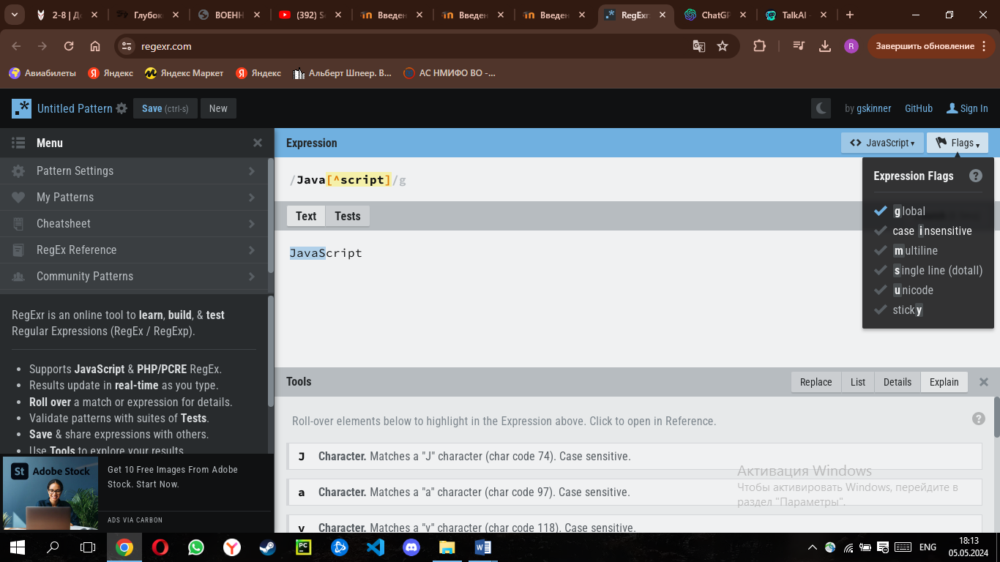 2-8 | Д
Глубок
ВОЕНН
(392) S
Введен
Введен
Введен
RegExr
ChatGP
TalkAI -
regexr.com
R
Завершить обновление
Авиабилеты
Яндекс
Яндекс Маркет
Яндекс
Альберт Шпеер. В...
АС НМИФО ВО -...
Untitled Pattern
Save (ctrl-s)
New
by gskinner
GitHub
Sign In
Menu
Expression
JavaScript
Flags
Pattern Settings
My Patterns
Cheatsheet
RegEx Reference
Community Patterns
/Java[^script]/g
Expression Flags
?
global
case insensitive
multiline
single line (dotall)
unicode
sticky
Text
Tests
JavaScript
RegExr is an online tool to learn, build, & test
Regular Expressions (RegEx / RegExp).
Supports JavaScript & PHP/PCRE RegEx.
Results update in real-time as you type.
Roll over a match or expression for details.
Validate patterns with suites of Tests.
Save & share expressions with others.
Use Tools to explore your results.
Tools
Replace
List
Details
Explain
Roll-over elements below to highlight in the Expression above. Click to open in Reference.
?
J Character. Matches a "J" character (char code 74). Case sensitive.
a Character. Matches a "a" character (char code 97). Case sensitive.
v Character. Matches a "v" character (char code 118). Case sensitive.
St Adobe Stock
Get 10 Free Images From Adobe
Stock. Start Now.
ADS VIA CARBON
Активация Windows
Чтобы активировать Windows, перейдите в
раздел "Параметры".
PC
ENG
18:13
05.05.2024